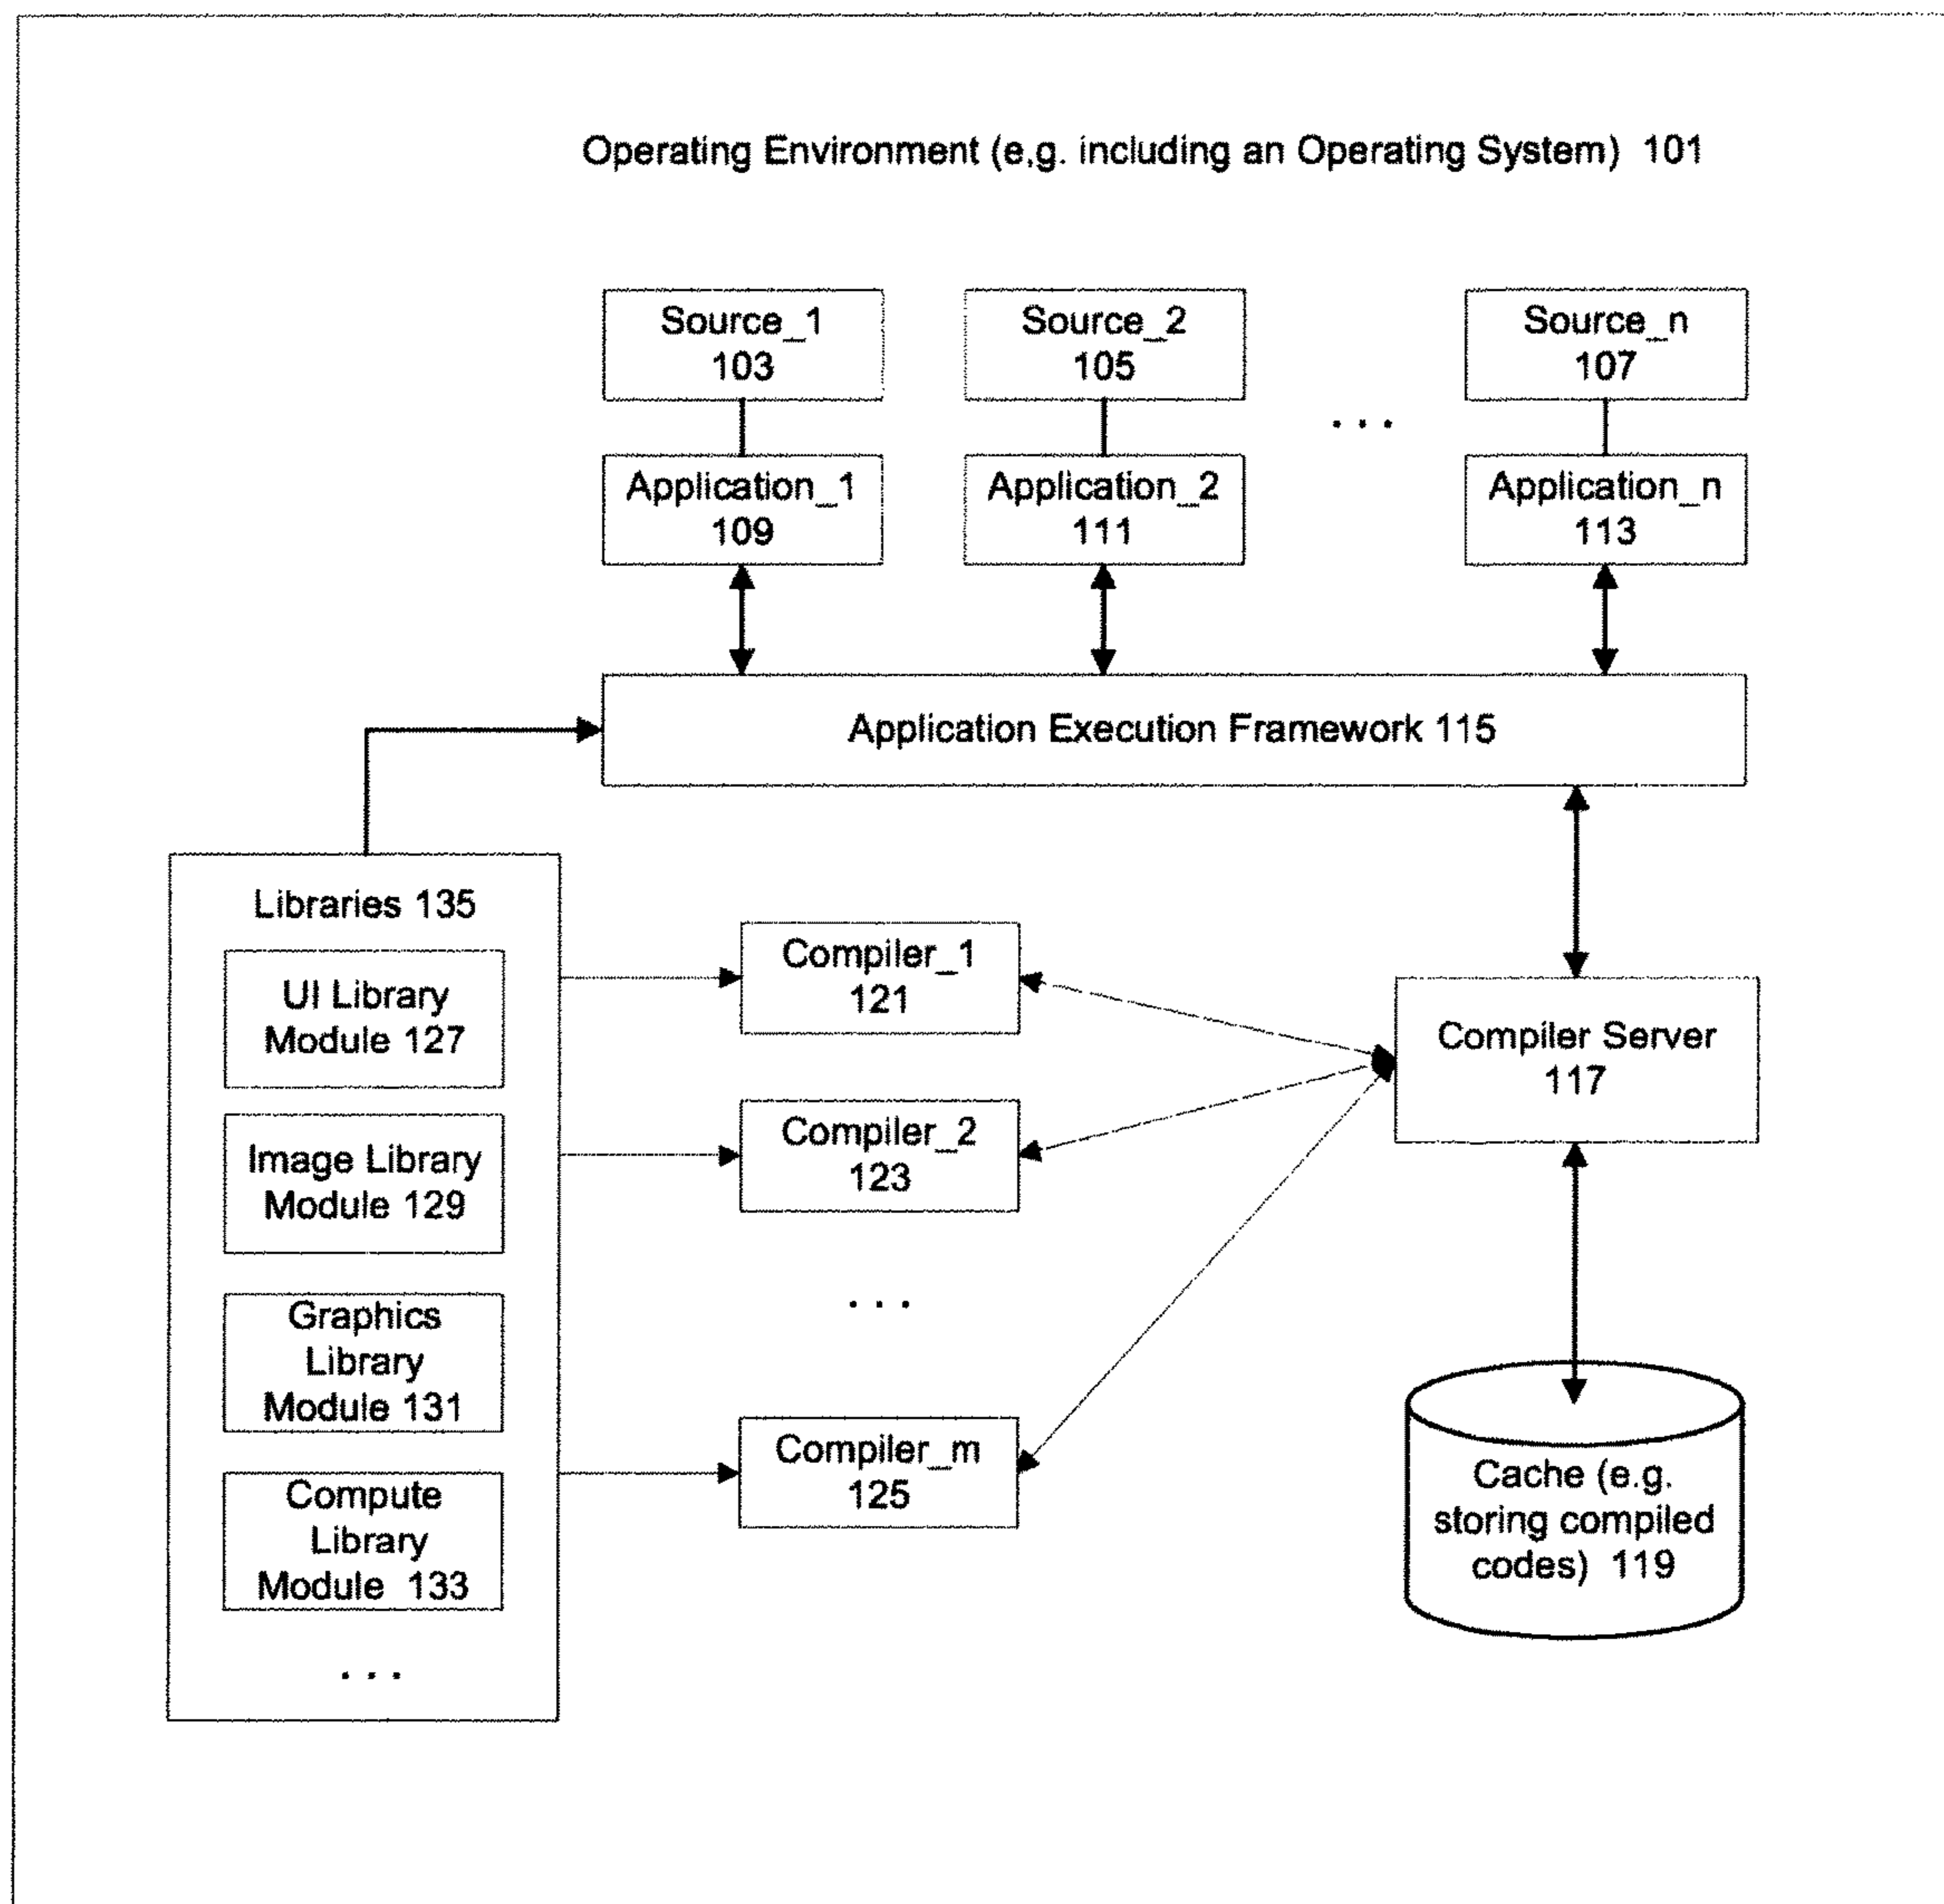 Operating Environment (e,g. including an Operating System) 101
Source_1
103
Source_2
105
Source_n
107
. . .
Application_1
109
Application_2
111
Application_n
113
Application Execution Framework 115
Libraries 135
UI Library
Module 127
Image Library
Module 129
Graphics
Library
Module 131
Compute
Library
Module 133
. . .
Compiler_1
121
Compiler_2
123
. . .
Compiler_m
125
Compiler Server
117
Cache (e.g.
storing compiled
codes) 119